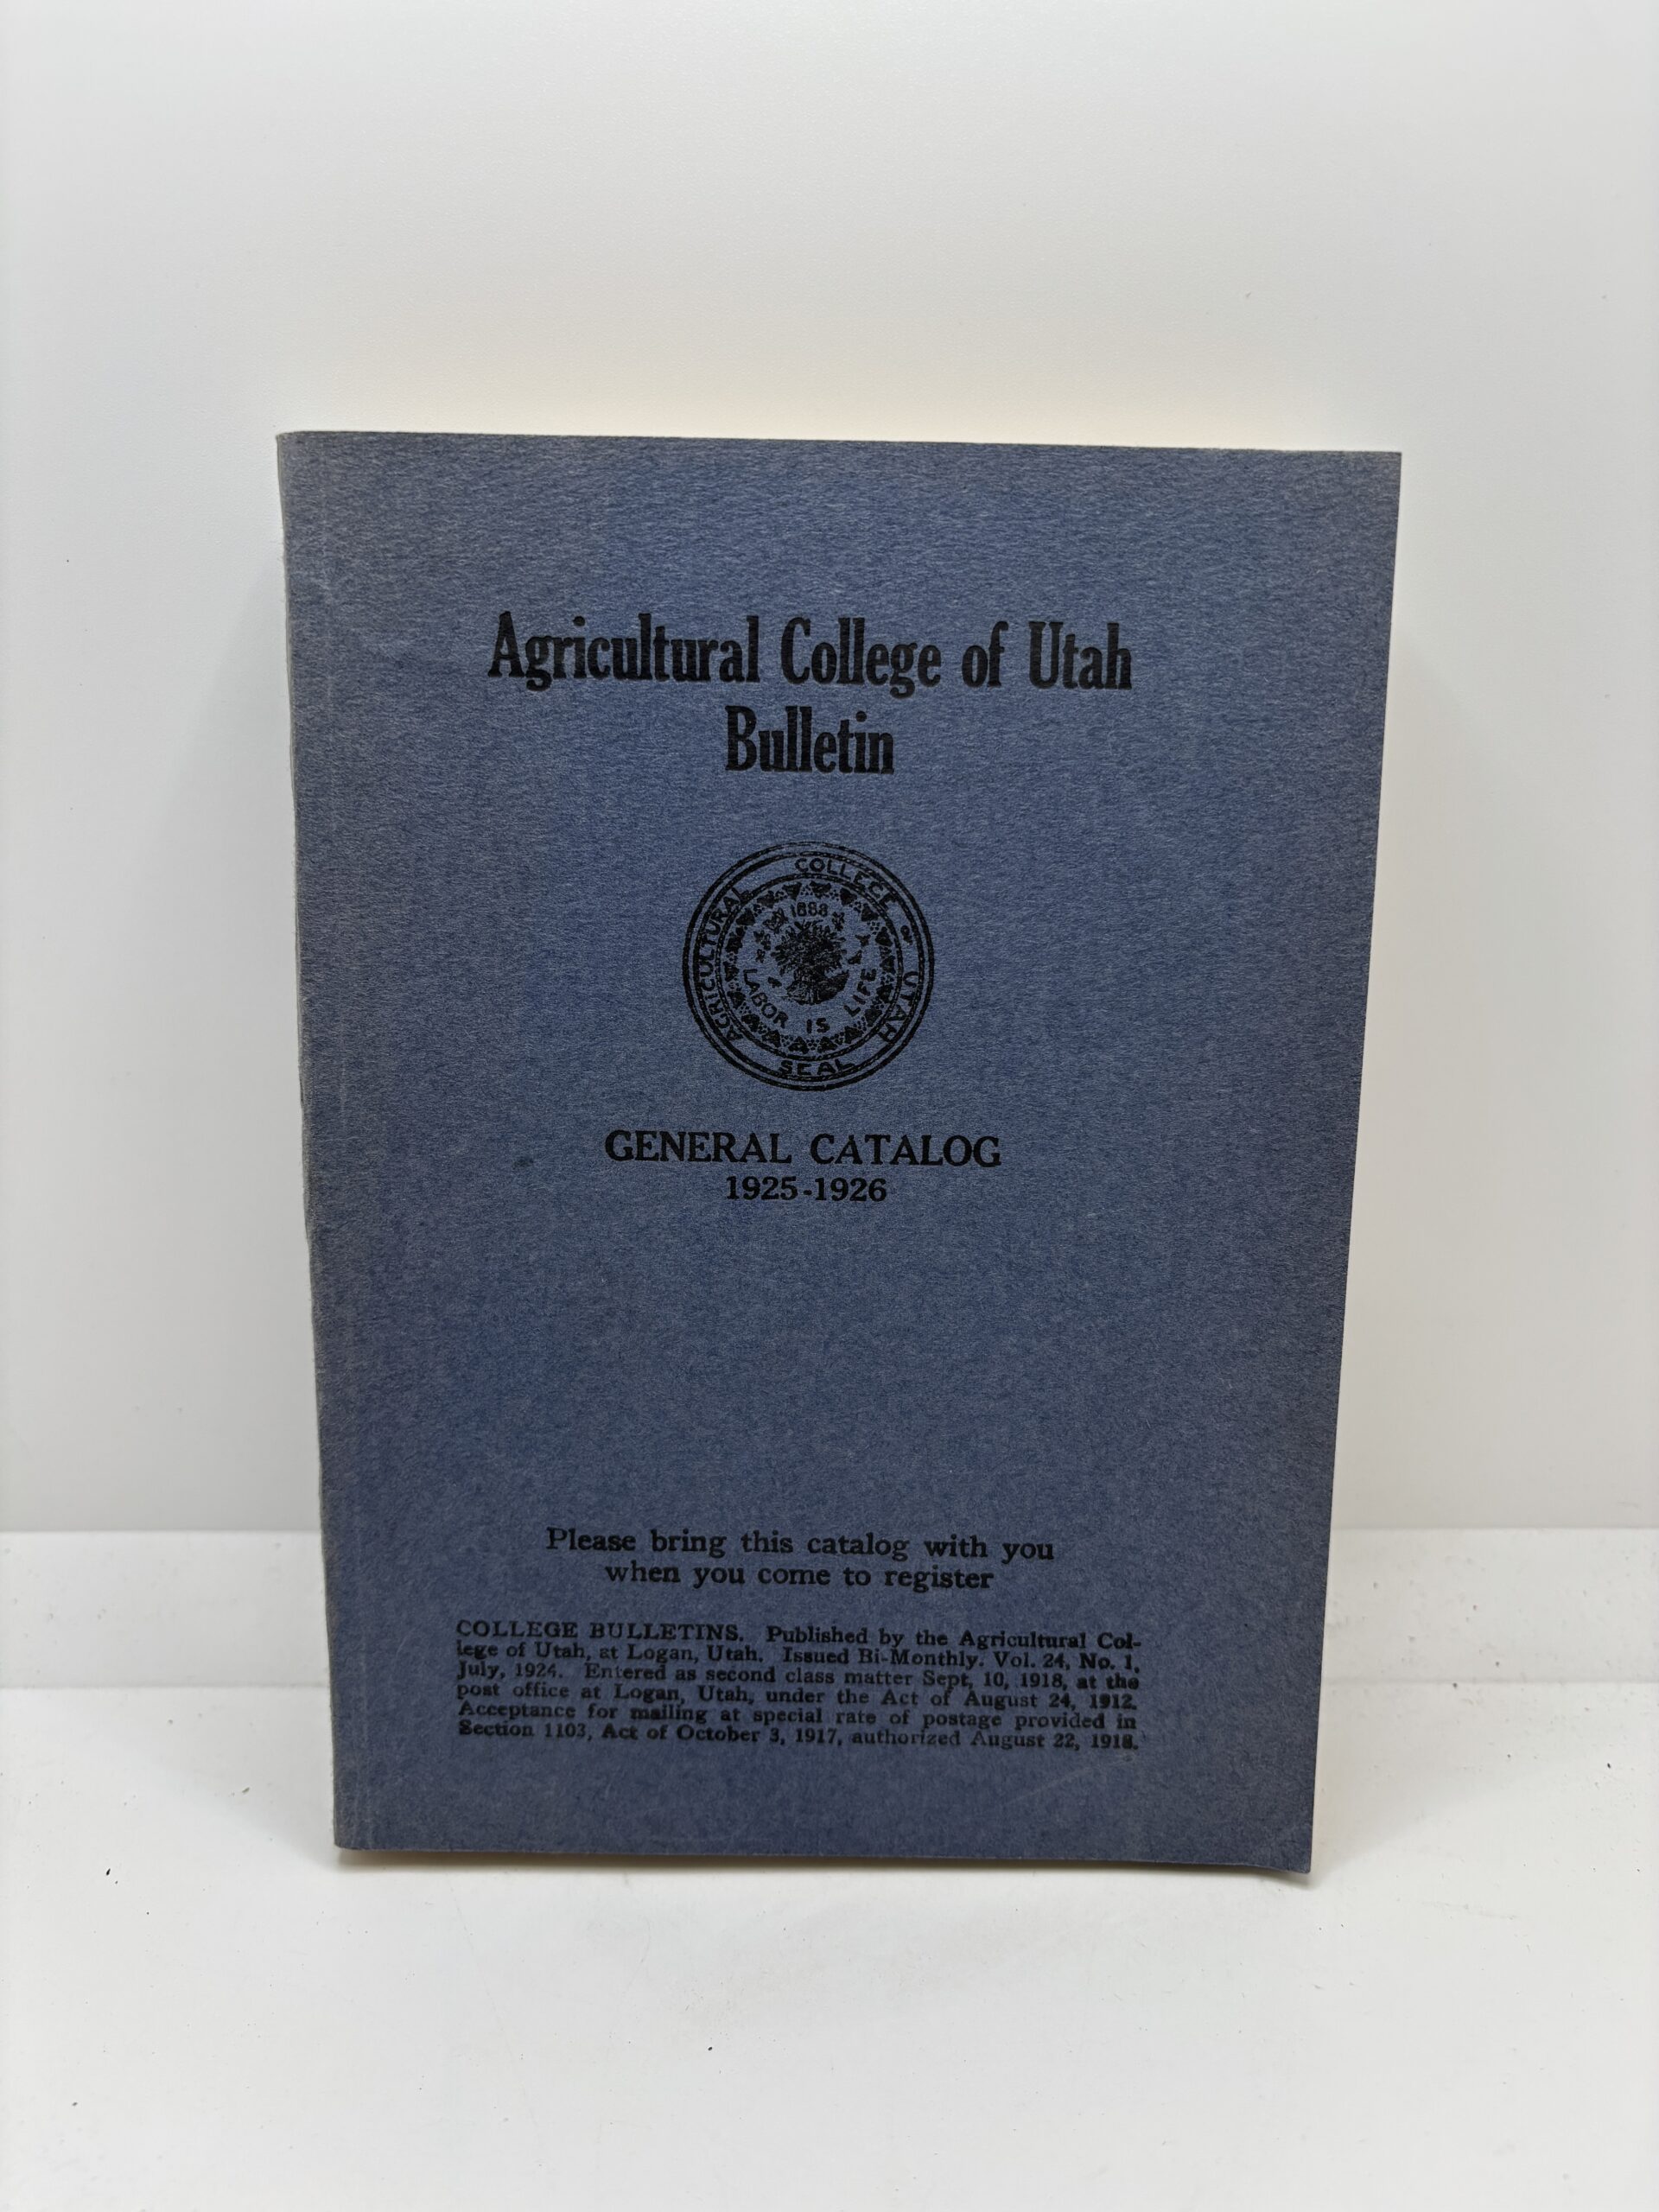 Agricultural College of Utah
Bulletin
AGRICULTURAL COLLEGE OF UTAH
1888
LABOR IS LIFE
SEAL
GENERAL CATALOG
1925-1926
Please bring this catalog with you
when you come to register
COLLEGE BULLETINS. Published by the Agricultural Col-
lege of Utah, at Logan, Utah. Issued Bi-Monthly. Vol. 24, No. 1,
July, 1924. Entered as second class matter Sept, 10, 1918, at the
post office at Logan, Utah, under the Act of August 24, 1912.
Acceptance for mailing at special rate of postage provided in
Section 1103, Act of October 3, 1917, authorized August 22, 1918.